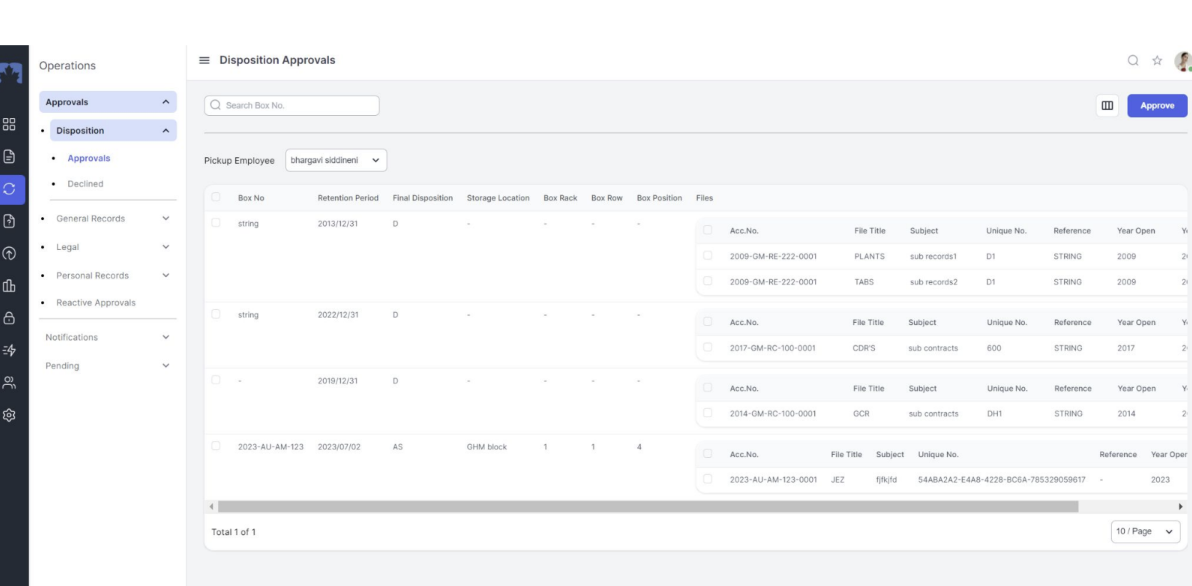 Operations
Disposition Approvals
Approvals
Disposition
Approvals
Declined
General Records
Legal
Personal Records
Reactive Approvals
Notifications
Pending
Search Box No.
Approve
Pickup Employee bhargavi siddineni
Box No Retention Period Final Disposition Storage Location Box Rack Box Row Box Position Files
string 2013/12/31 D - - - -
Acc.No. File Title Subject Unique No. Reference Year Open
2009-GM-RE-222-0001 PLANTS sub records1 D1 STRING 2009
2009-GM-RE-222-0001 TABS sub records2 D1 STRING 2009
string 2022/12/31 D - - - -
Acc.No. File Title Subject Unique No. Reference Year Open
2017-GM-RC-100-0001 CDR'S sub contracts 600 STRING 2017
- 2019/12/31 D - - - -
Acc.No. File Title Subject Unique No. Reference Year Open
2014-GM-RC-100-0001 OCR sub contracts DH1 STRING 2014
2023-AU-AM-123 2023/07/02 AS GHM block 1 1 4
Acc.No. File Title Subject Unique No. Reference Year Open
2023-AU-AM-123-0001 JEZ fjfkjfd 54ABA2A2-E4A8-4228-BC6A-785329059617 - 2023
Total 1 of 1
10 / Page